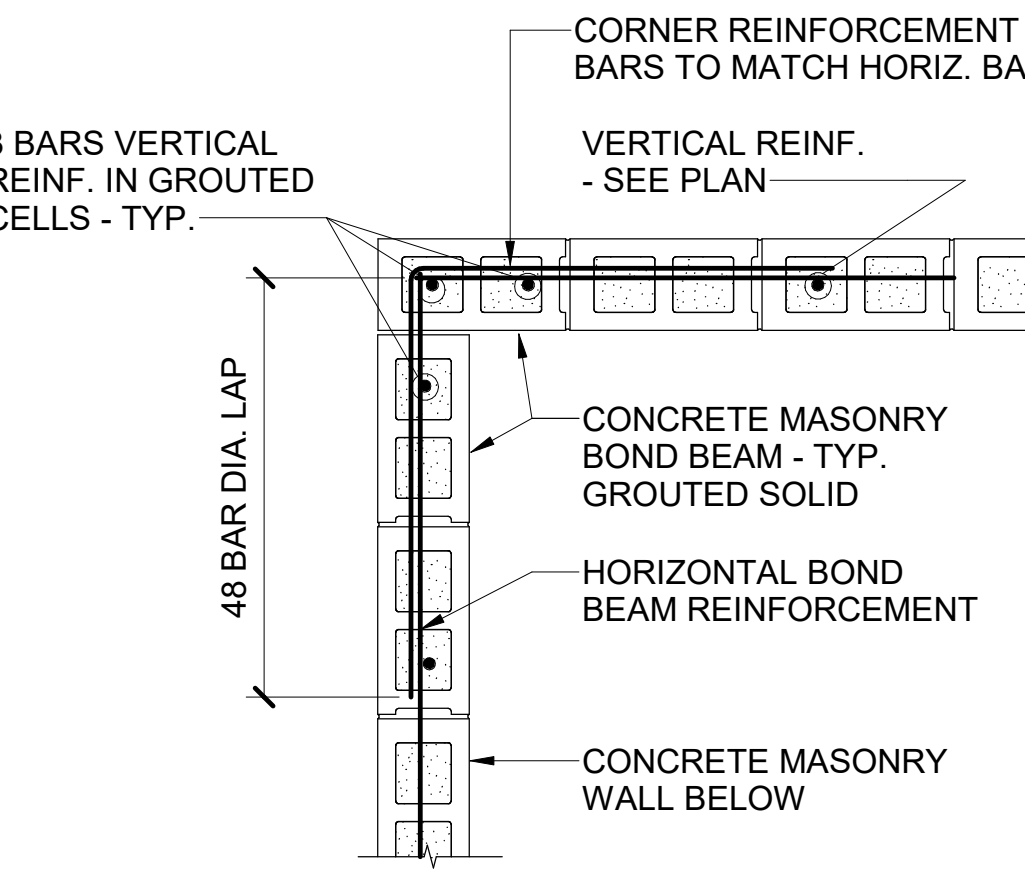 CORNER REINFORCEMENT
BARS TO MATCH HORIZ. BA
3 BARS VERTICAL
REINF. IN GROUTED
CELLS - TYP.
VERTICAL REINF.
- SEE PLAN
48 BAR DIA. LAP
CONCRETE MASONRY
BOND BEAM - TYP.
GROUTED SOLID
HORIZONTAL BOND
BEAM REINFORCEMENT
CONCRETE MASONRY
WALL BELOW